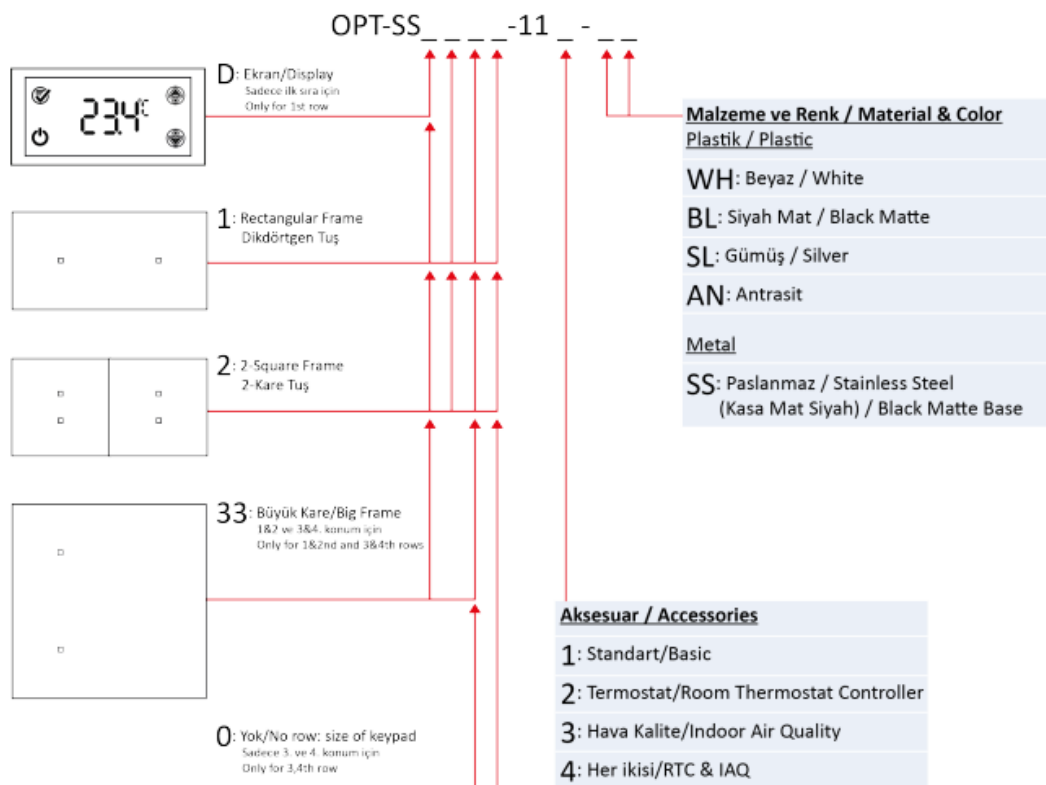 OPT-SS_ _ _ _-11 _ - _ _
23.4°C
D: Ekran/Display
Sadece ilk sıra için
Only for 1st row
1: Rectangular Frame
Dikdörtgen Tuş
2: 2-Square Frame
2-Kare Tuş
33: Büyük Kare/Big Frame
1&2 ve 3&4. konum için
Only for 1&2nd and 3&4th rows
0: Yok/No row: size of keypad
Sadece 3. ve 4. konum için
Only for 3,4th row
Malzeme ve Renk / Material & Color
Plastik / Plastic
WH: Beyaz / White
BL: Siyah Mat / Black Matte
SL: Gümüş / Silver
AN: Antrasit
Metal
SS: Paslanmaz / Stainless Steel
(Kasa Mat Siyah) / Black Matte Base
Aksesuar / Accessories
1: Standart/Basic
2: Termostat/Room Thermostat Controller
3: Hava Kalite/Indoor Air Quality
4: Her ikisi/RTC & IAQ